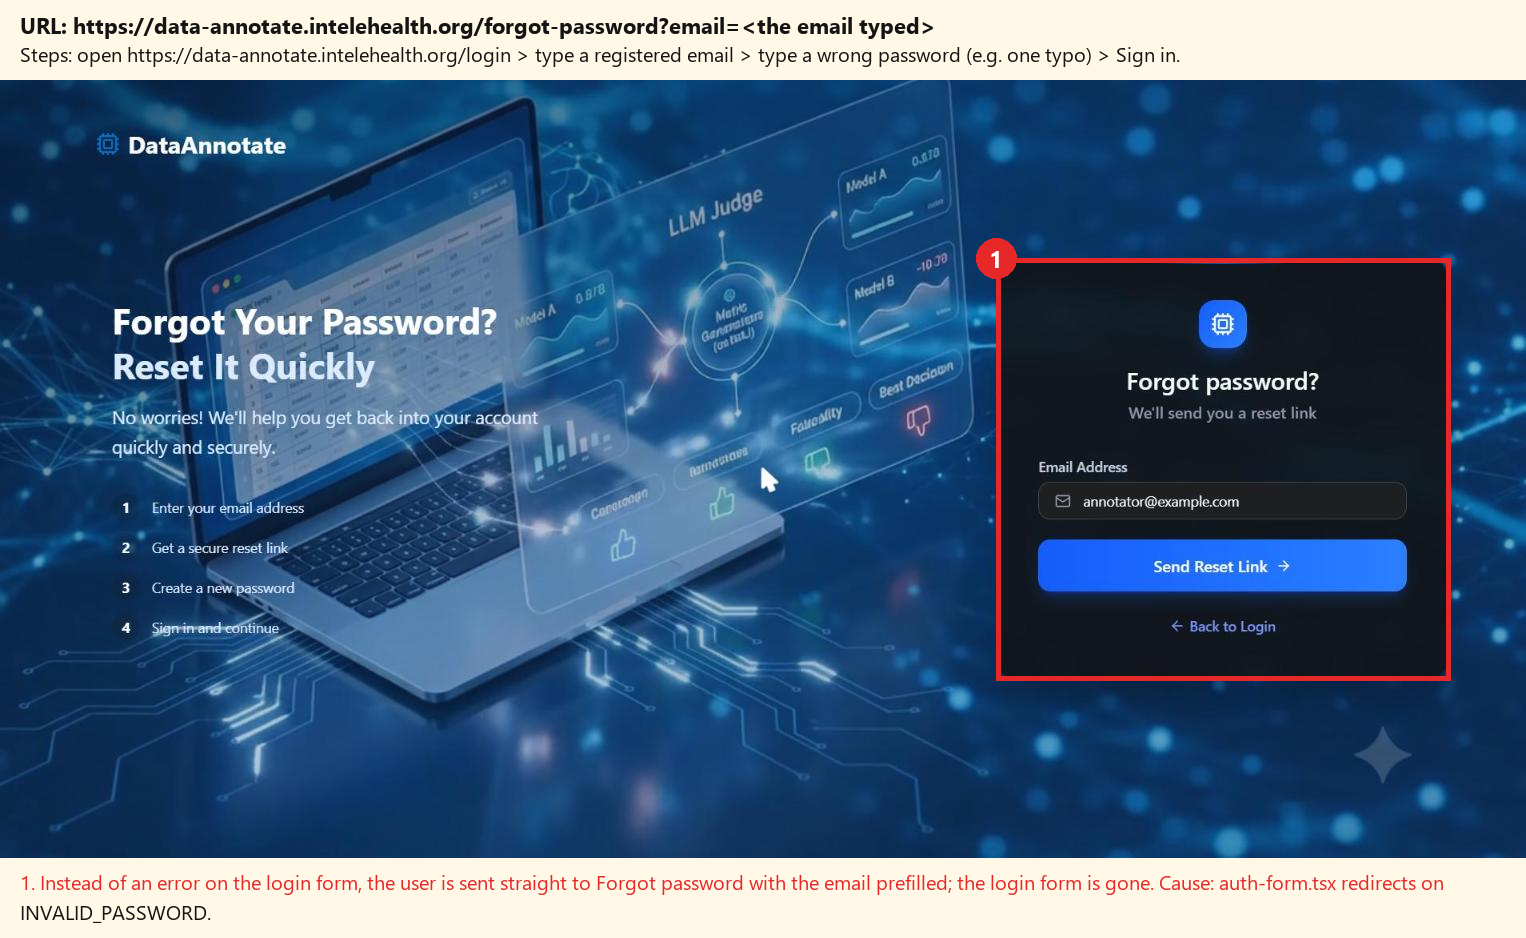 URL: https://data-annotate.intelehealth.org/forgot-password?email=<the email typed>
Steps: open https://data-annotate.intelehealth.org/login > type a registered email > type a wrong password (e.g. one typo) > Sign in.
DataAnnotate
LLM Judge
Model A
0.870
Model B
-10.70
Model A
0.878
Metric
Forgot Your Password?
Reset It Quickly
No worries! We'll help you get back into your account
quickly and securely.
1 Enter your email address
2 Get a secure reset link
3 Create a new password
4 Sign in and continue
1
Forgot password?
We'll send you a reset link
Email Address
annotator@example.com
Send Reset Link →
← Back to Login
1. Instead of an error on the login form, the user is sent straight to Forgot password with the email prefilled; the login form is gone. Cause: auth-form.tsx redirects on
INVALID_PASSWORD.